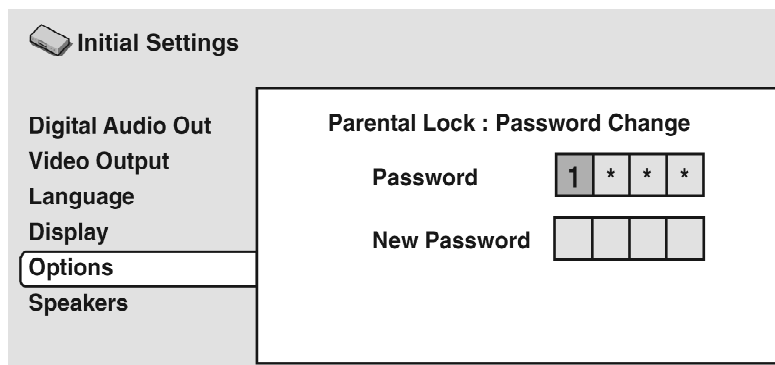 Initial Settings
Digital Audio Out
Video Output
Language
Display
Options
Speakers
Parental Lock : Password Change
Password 1 * * *
New Password